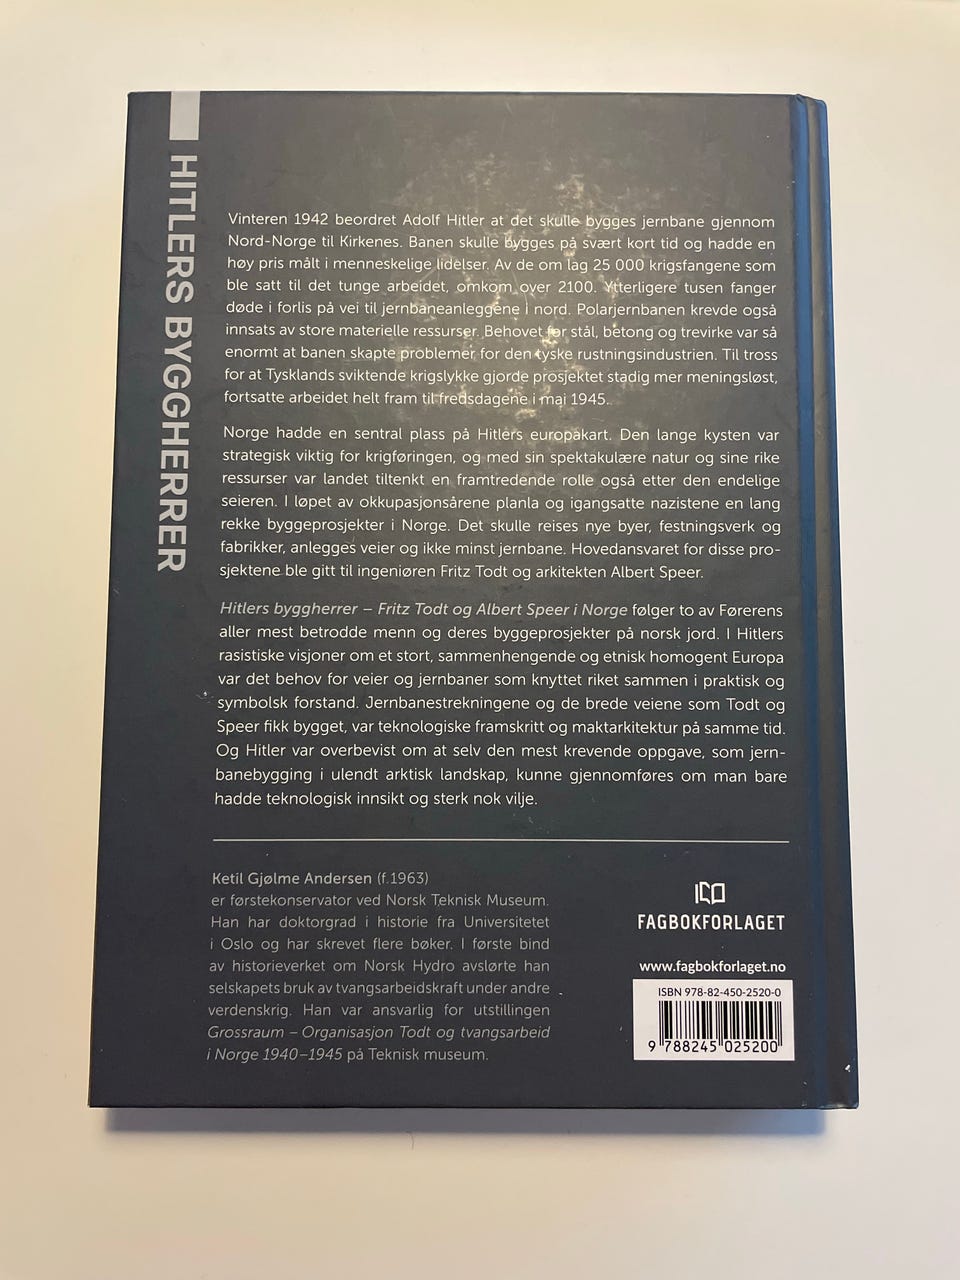 HITLERS BYGGHERRER
Vinteren 1942 beordret Adolf Hitler at det skulle bygges jernbane gjennom
Nord-Norge til Kirkenes. Banen skulle bygges på svært kort tid og hadde en
høy pris målt i menneskelige lidelser. Av de om lag 25 000 krigsfangene som
ble satt til det tunge arbeidet, omkom over 2100. Ytterligere tusen fanger
døde i forlis på vei til jernbaneanleggene i nord. Polarjernbanen krevde også
innsats av store materielle ressurser. Behovet for stål, betong og trevirke var så
enormt at banen skapte problemer for den tyske rustningsindustrien. Til tross
for at Tysklands sviktende krigslykke gjorde prosjektet stadig mer meningsløst,
fortsatte arbeidet helt fram til fredsdagene i mai 1945.
Norge hadde en sentral plass på Hitlers europakart. Den lange kysten var
strategisk viktig for krigføringen, og med sin spektakulære natur og sine rike
ressurser var landet tiltenkt en framtredende rolle også etter den endelige
seieren. I løpet av okkupasjonsårene planla og igangsatte nazistene en lang
rekke byggeprosjekter i Norge. Det skulle reises nye byer, festningsverk og
fabrikker, anlegges veier og ikke minst jernbane. Hovedansvaret for disse pro-
sjektene ble gitt til ingeniøren Fritz Todt og arkitekten Albert Speer.
Hitlers byggherrer – Fritz Todt og Albert Speer i Norge følger to av Førerens
aller mest betrodde menn og deres byggeprosjekter på norsk jord. I Hitlers
rasistiske visjoner om et stort, sammenhengende og etnisk homogent Europa
var det behov for veier og jernbaner som knyttet riket sammen i praktisk og
symbolsk forstand. Jernbanestrekningene og de brede veiene som Todt og
Speer fikk bygget, var teknologiske framskritt og maktarkitektur på samme tid.
Og Hitler var overbevist om at selv den mest krevende oppgave, som jern-
banebygging i ulendt arktisk landskap, kunne gjennomføres om man bare
hadde teknologisk innsikt og sterk nok vilje.
Ketil Gjølme Andersen (f.1963)
er førstekonservator ved Norsk Teknisk Museum.
Han har doktorgrad i historie fra Universitetet
i Oslo og har skrevet flere bøker. I første bind
av historieverket om Norsk Hydro avslørte han
selskapets bruk av tvangsarbeidskraft under andre
verdenskrig. Han var ansvarlig for utstillingen
Grossraum – Organisasjon Todt og tvangsarbeid
i Norge 1940–1945 på Teknisk museum.
FAGBOKFORLAGET
www.fagbokforlaget.no
ISBN 978-82-450-2520-0
9 788245 025200